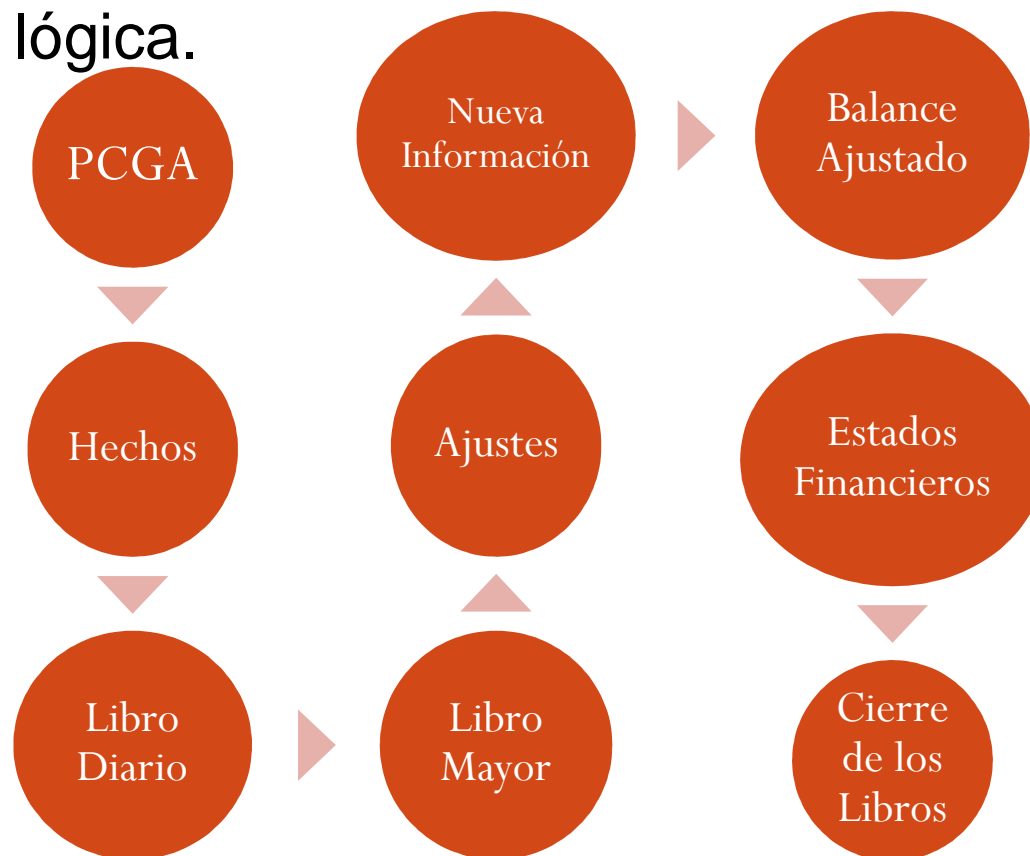 lógica.
PCGA
Hechos
Libro
Diario
Libro
Mayor
Ajustes
Nueva
Información
Balance
Ajustado
Estados
Financieros
Cierre
de los
Libros